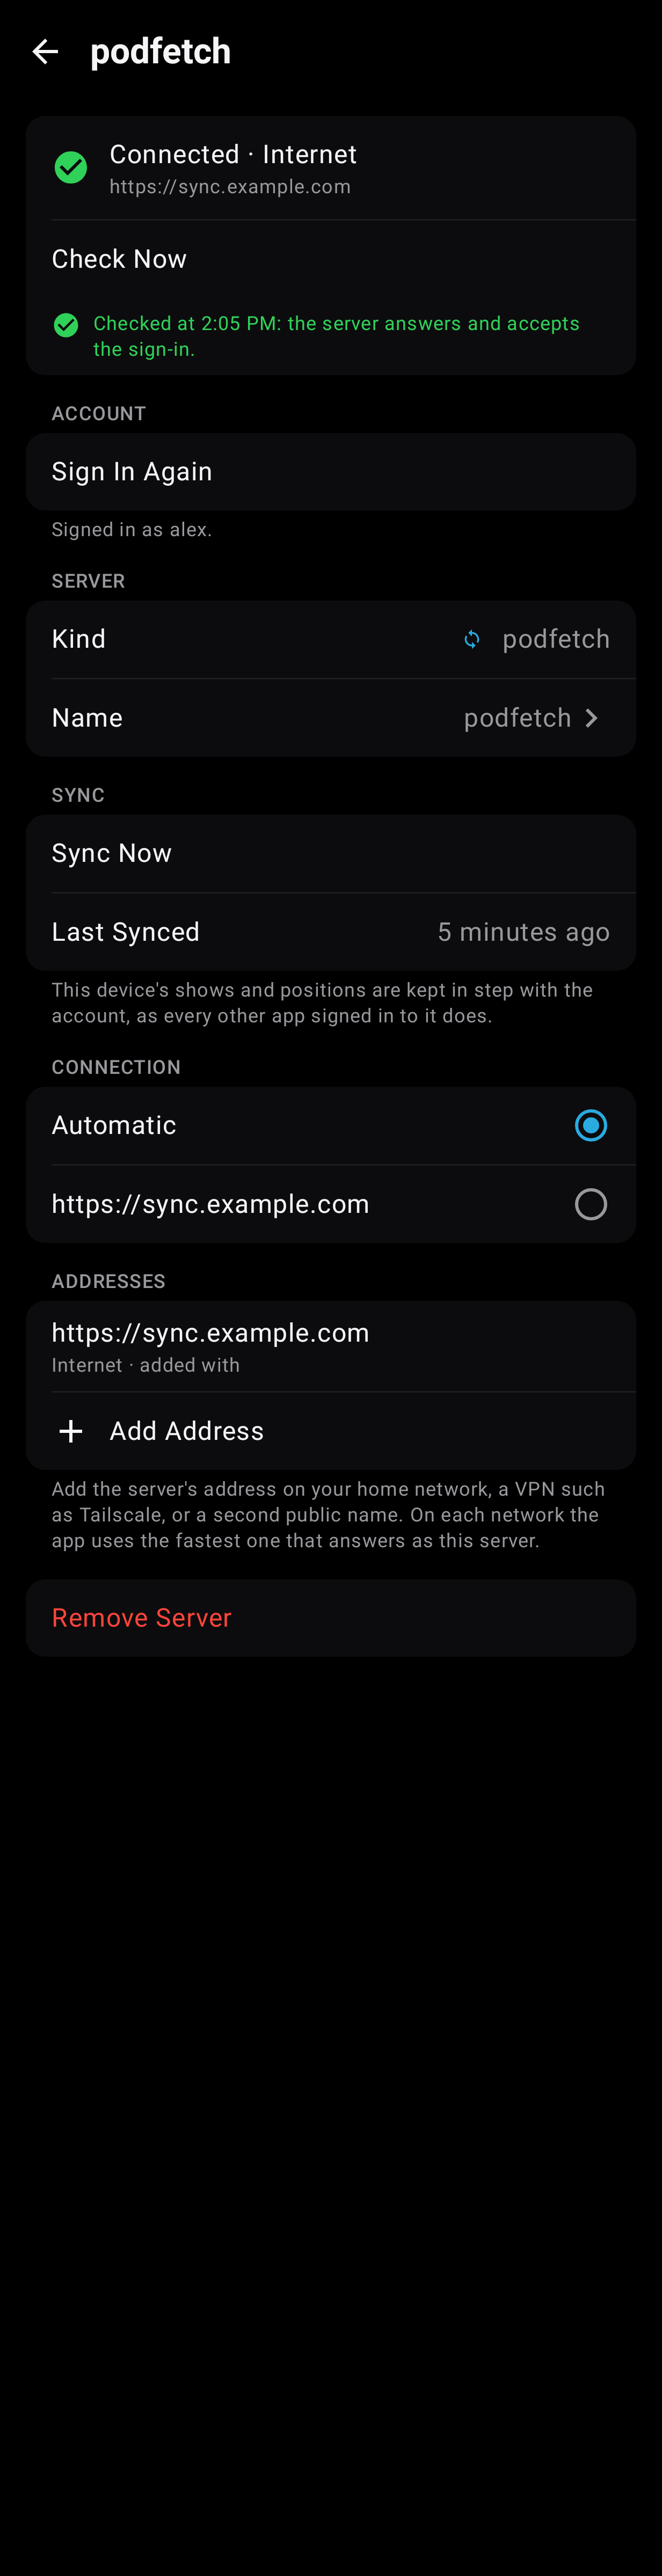 podfetch
Connected · Internet
https://sync.example.com
Check Now
Checked at 2:05 PM: the server answers and accepts
the sign-in.
ACCOUNT
Sign In Again
Signed in as alex.
SERVER
Kind podfetch
Name podfetch
SYNC
Sync Now
Last Synced 5 minutes ago
This device's shows and positions are kept in step with the
account, as every other app signed in to it does.
CONNECTION
Automatic
https://sync.example.com
ADDRESSES
https://sync.example.com
Internet · added with
Add Address
Add the server's address on your home network, a VPN such
as Tailscale, or a second public name. On each network the
app uses the fastest one that answers as this server.
Remove Server